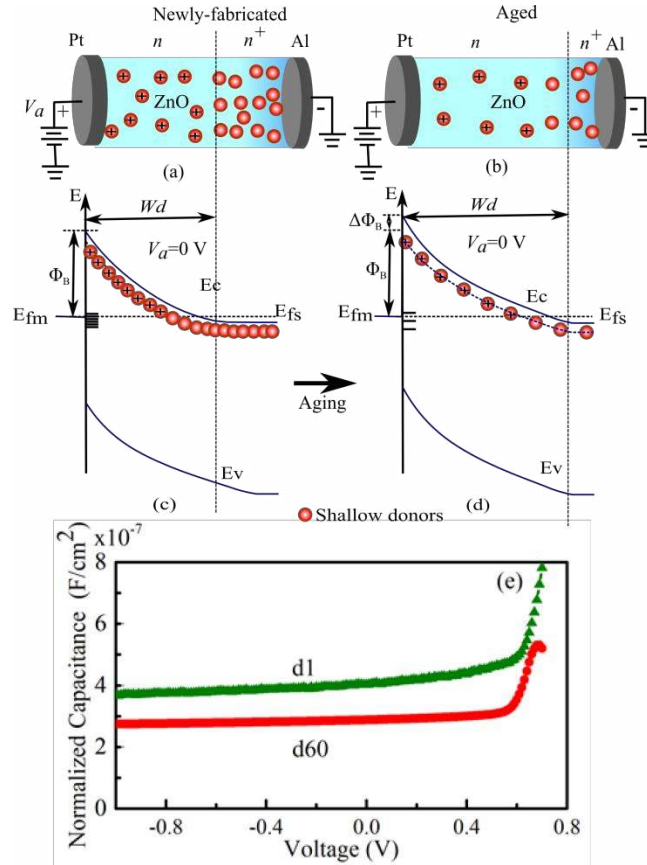 Newly-fabricated Aged
Pt n n⁺ Al Pt n n⁺ Al
Va + ZnO - + ZnO -
(a) (b)
E Wd E Wd
ΔΦB
Va=0 V Va=0 V
ΦB Ec ΦB Ec
Efm Efs Efm Efs
Aging
Ev Ev
(c) (d)
Shallow donors
x10⁻⁷
8
(e)
Normalized Capacitance (F/cm²)
6
d1
4
d60
2
0
-0.8 -0.4 0.0 0.4 0.8
Voltage (V)